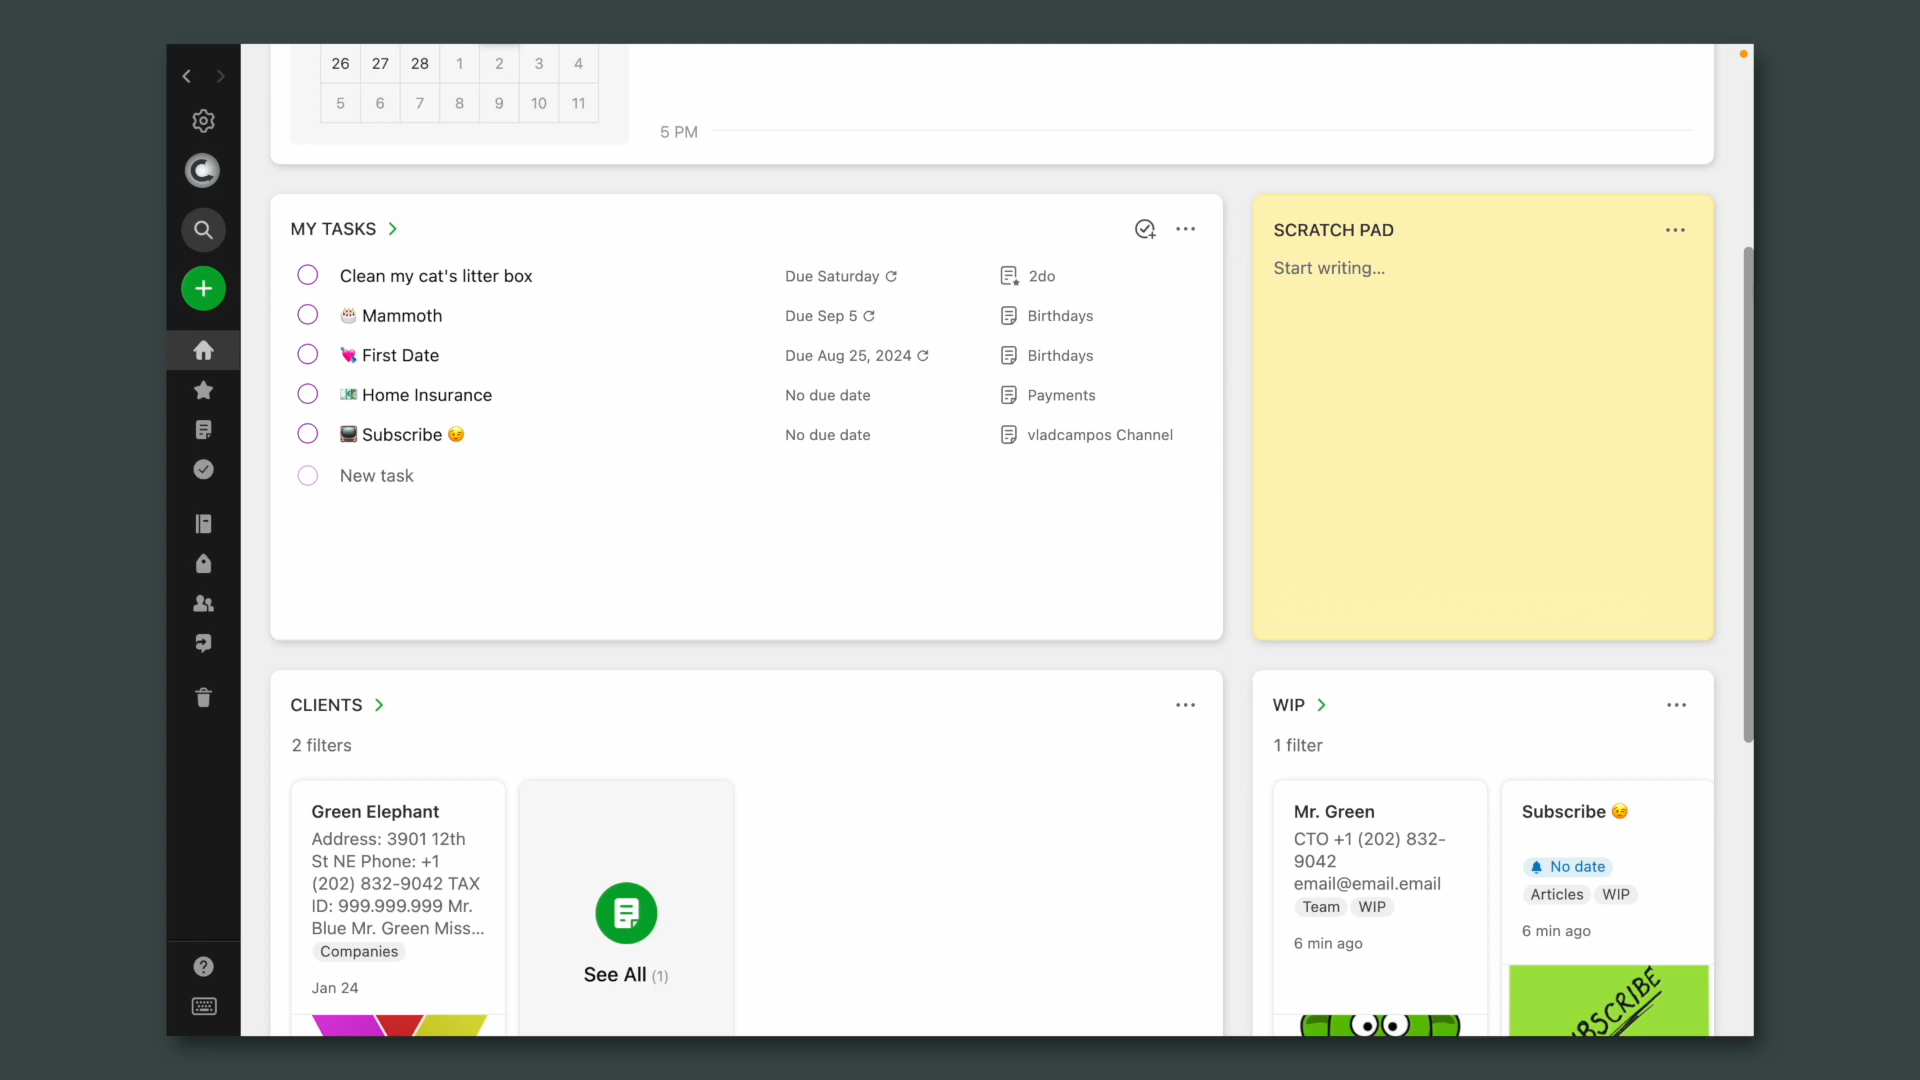 26 27 28 1 2 3 4
5 6 7 8 9 10 11
5 PM
MY TASKS
Clean my cat's litter box Due Saturday 2do
Mammoth Due Sep 5 Birthdays
First Date Due Aug 25, 2024 Birthdays
Home Insurance No due date Payments
Subscribe No due date vladcampos Channel
New task
SCRATCH PAD
Start writing...
CLIENTS
2 filters
Green Elephant
Address: 3901 12th
St NE Phone: +1
(202) 832-9042 TAX
ID: 999.999.999 Mr.
Blue Mr. Green Miss...
Companies
Jan 24
See All (1)
WIP
1 filter
Mr. Green
CTO +1 (202) 832-
9042
email@email.email
Team WIP
6 min ago
Subscribe
No date
Articles WIP
6 min ago
BSCRIBE